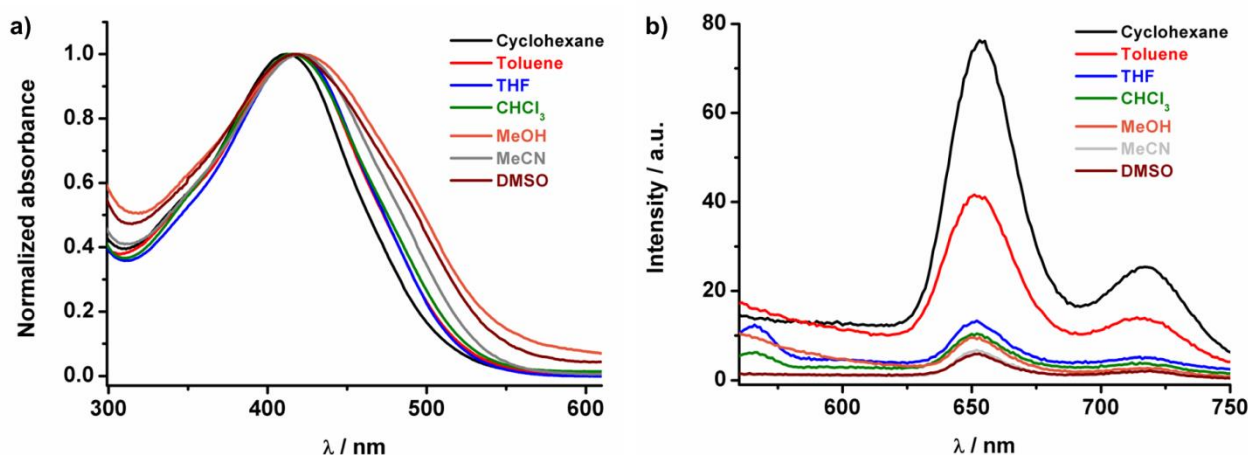 a)
Normalized absorbance
1.0
0.8
0.6
0.4
0.2
0.0
300
400
500
600
λ / nm
Cyclohexane
Toluene
THF
CHCl₃
MeOH
MeCN
DMSO
b)
Intensity / a.u.
80
60
40
20
0
600
650
700
750
λ / nm
Cyclohexane
Toluene
THF
CHCl₃
MeOH
MeCN
DMSO